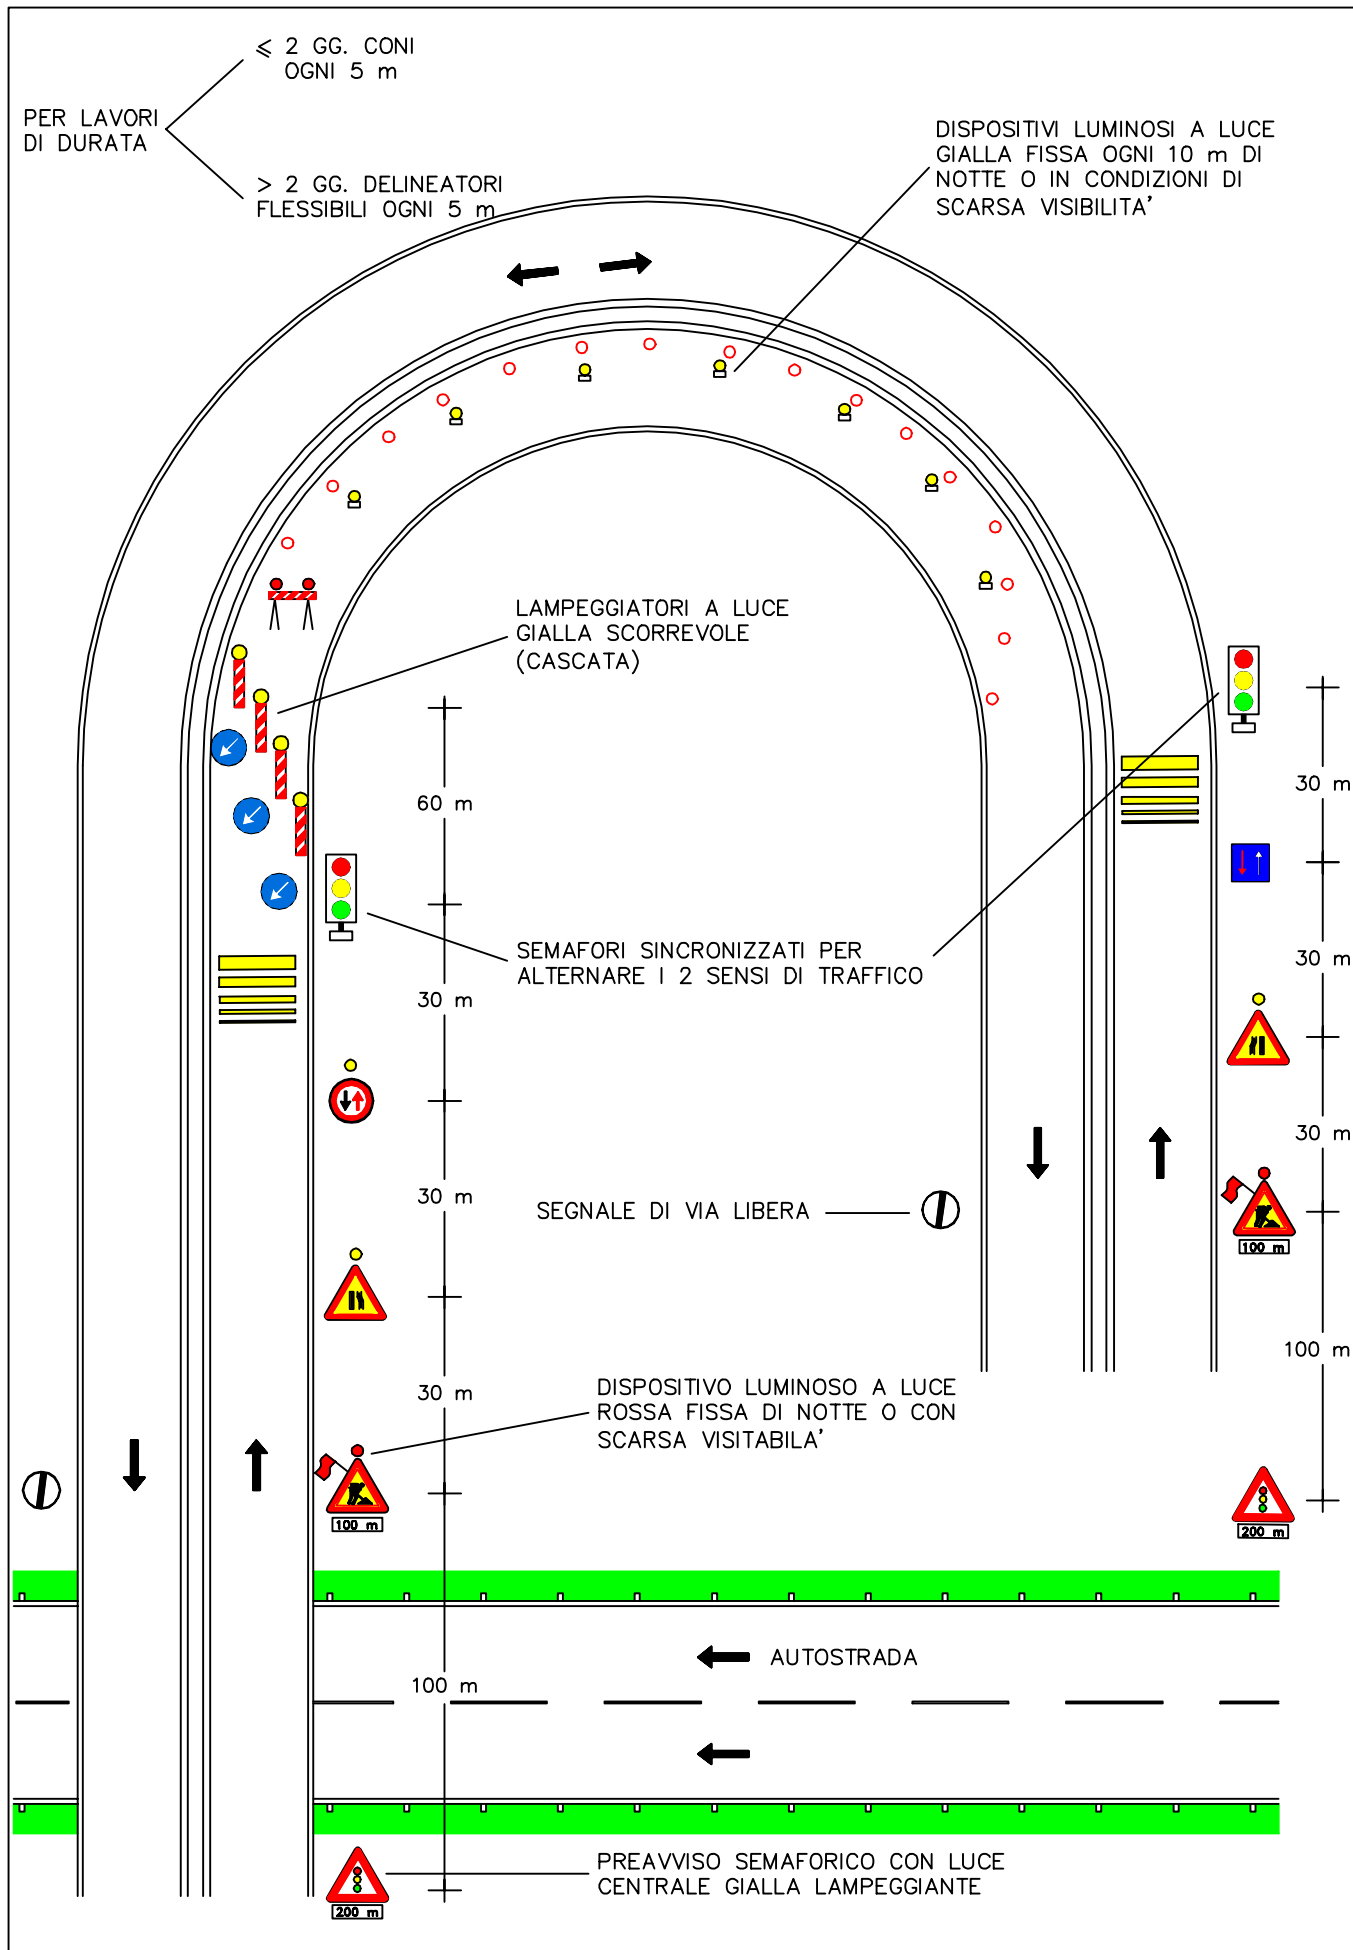 ≤ 2 GG. CONI
OGNI 5 m
PER LAVORI
DI DURATA
> 2 GG. DELINEATORI
FLESSIBILI OGNI 5 m
DISPOSITIVI LUMINOSI A LUCE
GIALLA FISSA OGNI 10 m DI
NOTTE O IN CONDIZIONI DI
SCARSA VISIBILITA'
LAMPEGGIATORI A LUCE
GIALLA SCORREVOLE
(CASCATA)
60 m
30 m
SEMAFORI SINCRONIZZATI PER
ALTERNARE I 2 SENSI DI TRAFFICO
30 m
30 m
30 m
30 m
SEGNALE DI VIA LIBERA
100 m
100 m
30 m
DISPOSITIVO LUMINOSO A LUCE
ROSSA FISSA DI NOTTE O CON
SCARSA VISITABILA'
100 m
200 m
AUTOSTRADA
100 m
PREAVVISO SEMAFORICO CON LUCE
CENTRALE GIALLA LAMPEGGIANTE
200 m